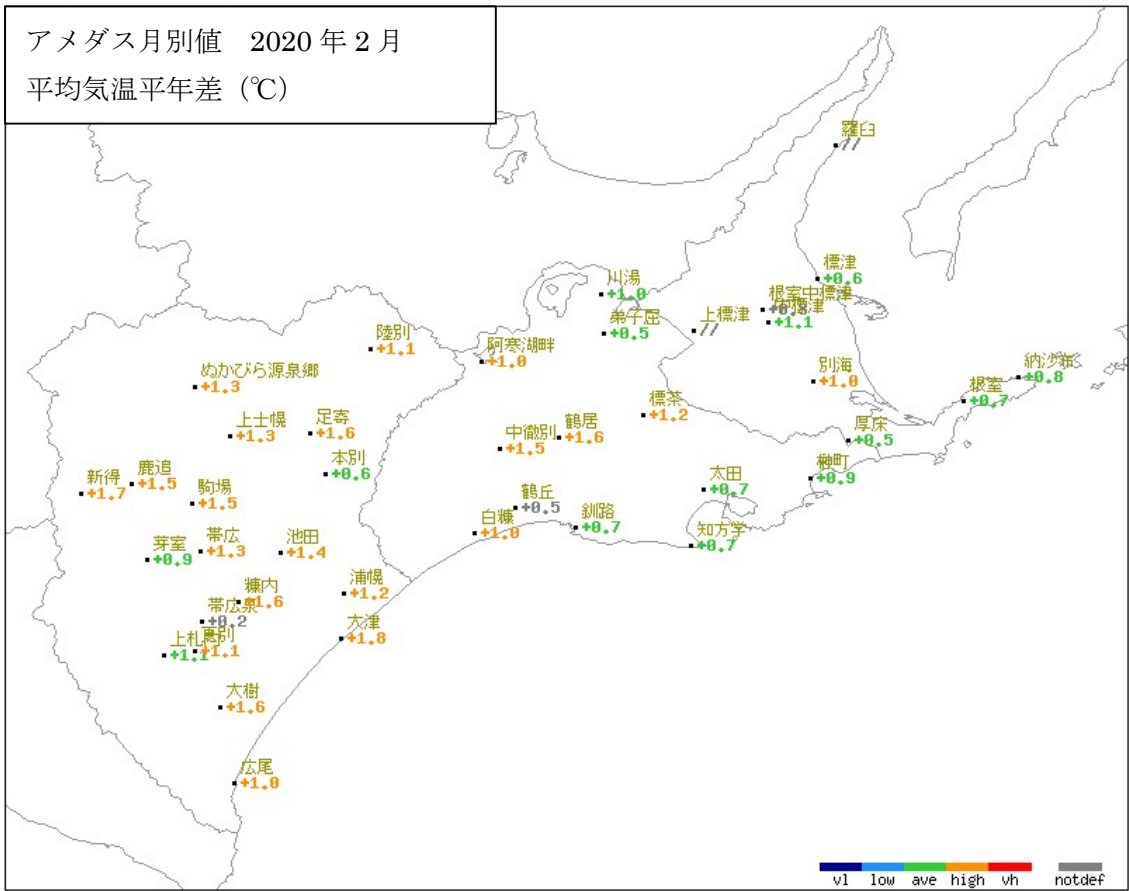 アメダス月別値 2020年2月
平均気温平年差（℃）
羅臼
//
標津
+0.6
川湯
+1.0
根室中標津
+1.1
上標津
//
弟子屈
+0.5
陸別
+1.1
阿寒湖畔
+1.0
ぬかびら源泉郷
+1.3
別海
+1.0
納沙布
+0.8
根室
+0.7
標茶
+1.2
上士幌
+1.3
足寄
+1.6
鶴居
+1.6
中徹別
+1.5
厚床
+0.5
本別
+0.6
榊町
+0.9
太田
+0.7
新得
+1.7
鹿追
+1.5
駒場
+1.5
鶴丘
+0.5
白糠
+1.0
釧路
+0.7
知方学
+0.7
芽室
+0.9
帯広
+1.3
池田
+1.4
糠内
+1.6
浦幌
+1.2
帯広泉
+0.2
大津
+1.8
上札内
+1.1
+1.1
大樹
+1.6
広尾
+1.0
vl low ave high vh notdef